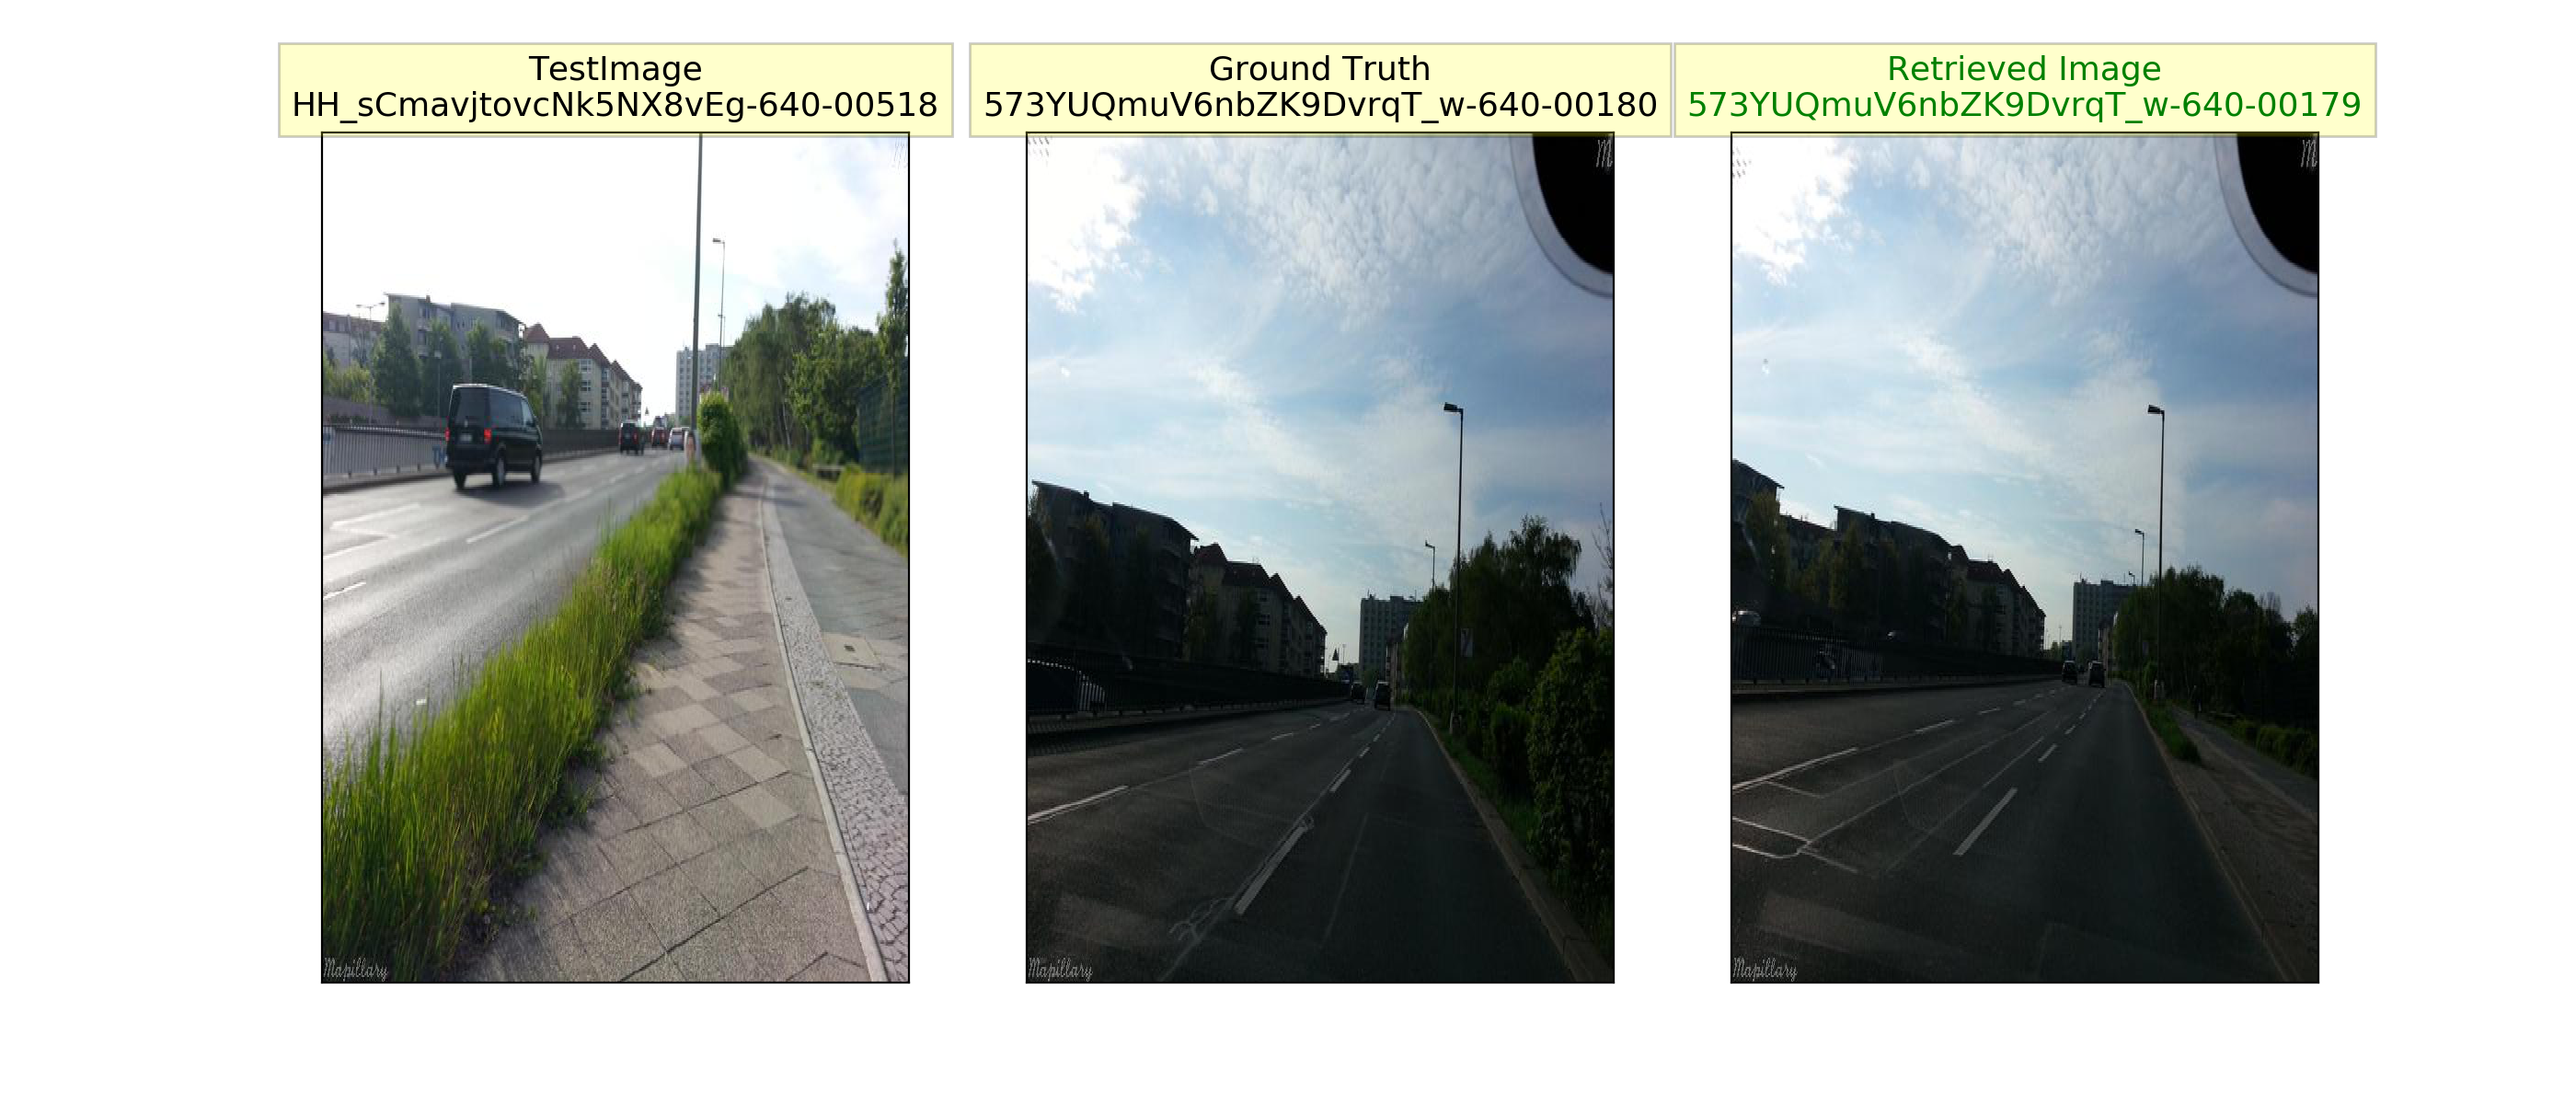 TestImage
HH_sCmavjtovcNk5NX8vEg-640-00518
Ground Truth
573YUQmuV6nbZK9DvrqT_w-640-00180
Retrieved Image
573YUQmuV6nbZK9DvrqT_w-640-00179
M
M
Mapillary
Mapillary
Mapillary